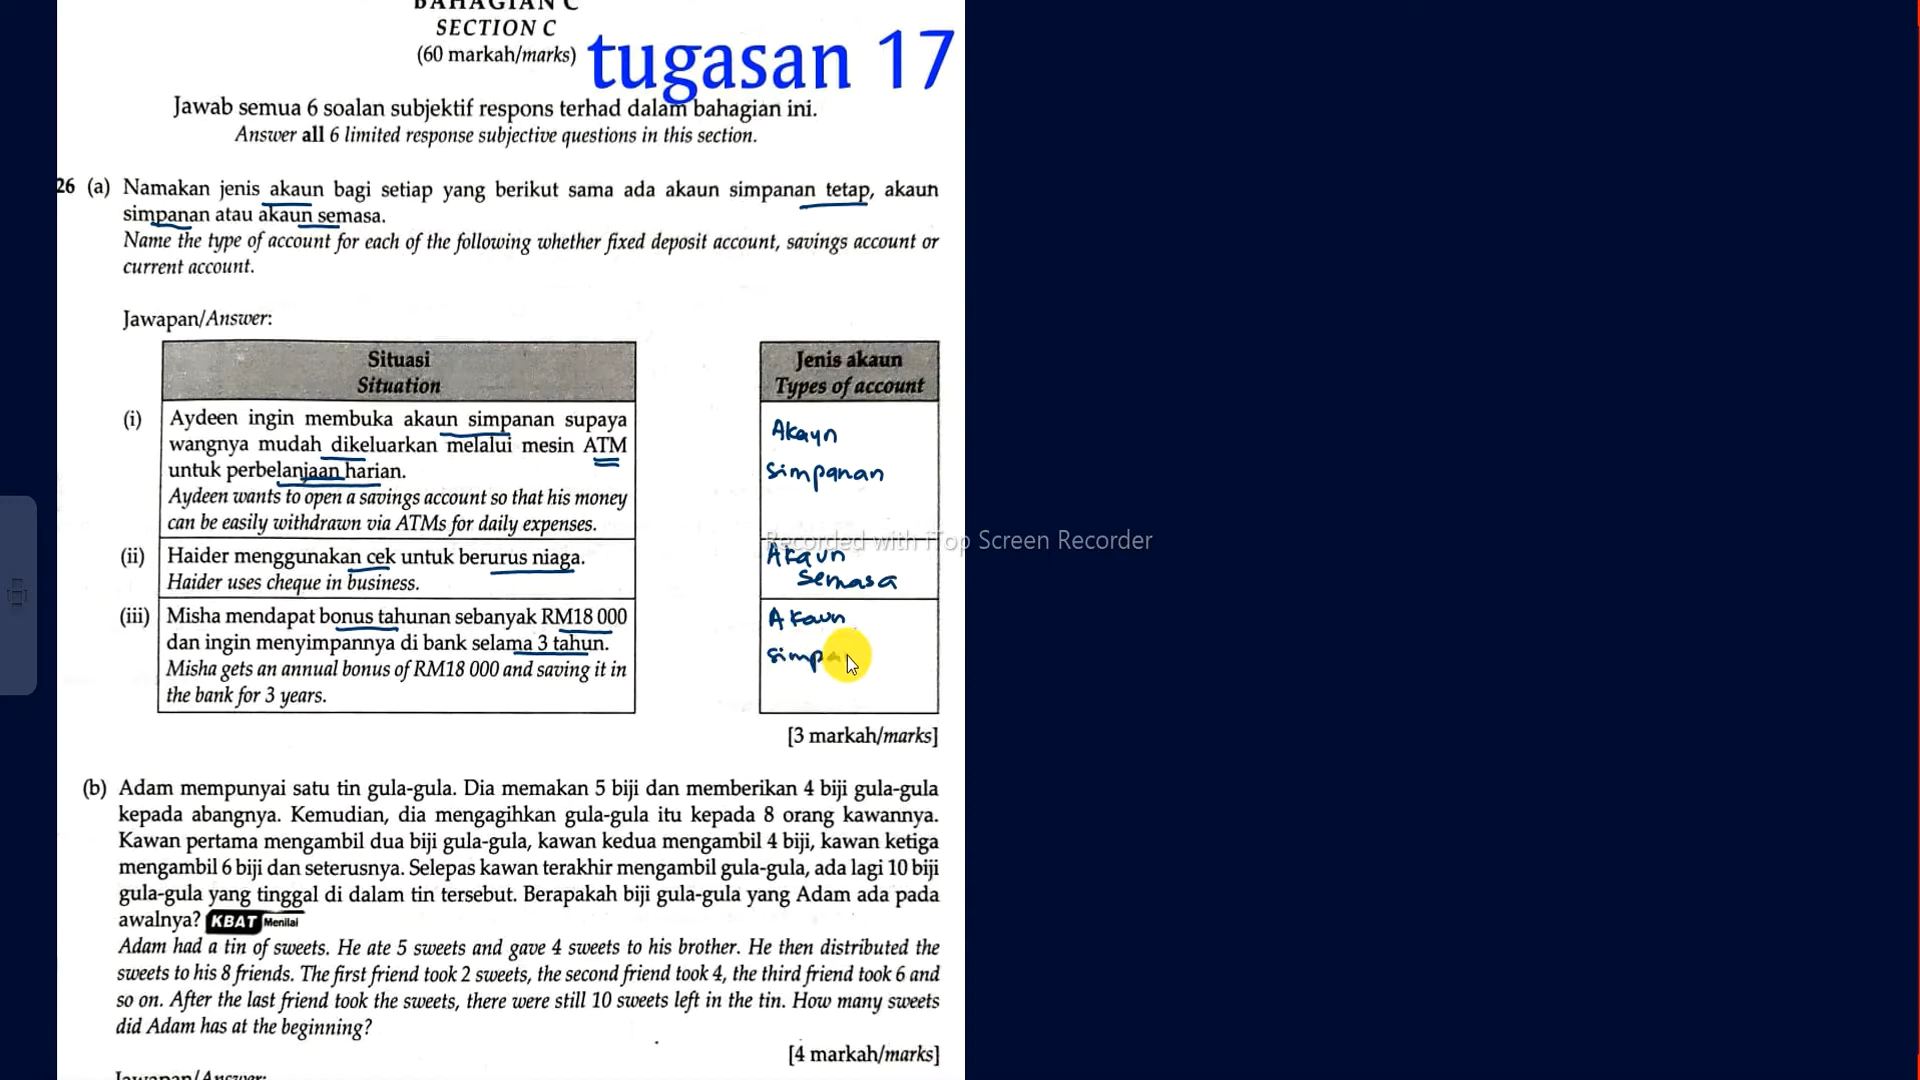 BAHAGIAN C
SECTION C
(60 markah/marks)
tugasan 17
Jawab semua 6 soalan subjektif respons terhad dalam bahagian ini.
Answer all 6 limited response subjective questions in this section.
26 (a) Namakan jenis akaun bagi setiap yang berikut sama ada akaun simpanan tetap, akaun
simpanan atau akaun semasa.
Name the type of account for each of the following whether fixed deposit account, savings account or
current account.
Jawapan/Answer:
Situasi
Situation
(i) Aydeen ingin membuka akaun simpanan supaya
wangnya mudah dikeluarkan melalui mesin ATM
untuk perbelanjaan harian.
Aydeen wants to open a savings account so that his money
can be easily withdrawn via ATMs for daily expenses.
(ii) Haider menggunakan cek untuk berurus niaga.
Haider uses cheque in business.
(iii) Misha mendapat bonus tahunan sebanyak RM18 000
dan ingin menyimpannya di bank selama 3 tahun.
Misha gets an annual bonus of RM18 000 and saving it in
the bank for 3 years.
Jenis akaun
Types of account
Akayn
simpanan
Recorded with iTop Screen Recorder
Akaun
semasa
Akaun
simpa
[3 markah/marks]
(b) Adam mempunyai satu tin gula-gula. Dia memakan 5 biji dan memberikan 4 biji gula-gula
kepada abangnya. Kemudian, dia mengagihkan gula-gula itu kepada 8 orang kawannya.
Kawan pertama mengambil dua biji gula-gula, kawan kedua mengambil 4 biji, kawan ketiga
mengambil 6 biji dan seterusnya. Selepas kawan terakhir mengambil gula-gula, ada lagi 10 biji
gula-gula yang tinggal di dalam tin tersebut. Berapakah biji gula-gula yang Adam ada pada
awalnya? KBAT Menilai
Adam had a tin of sweets. He ate 5 sweets and gave 4 sweets to his brother. He then distributed the
sweets to his 8 friends. The first friend took 2 sweets, the second friend took 4, the third friend took 6 and
so on. After the last friend took the sweets, there were still 10 sweets left in the tin. How many sweets
did Adam has at the beginning?
[4 markah/marks]
Jawapan/Answer: